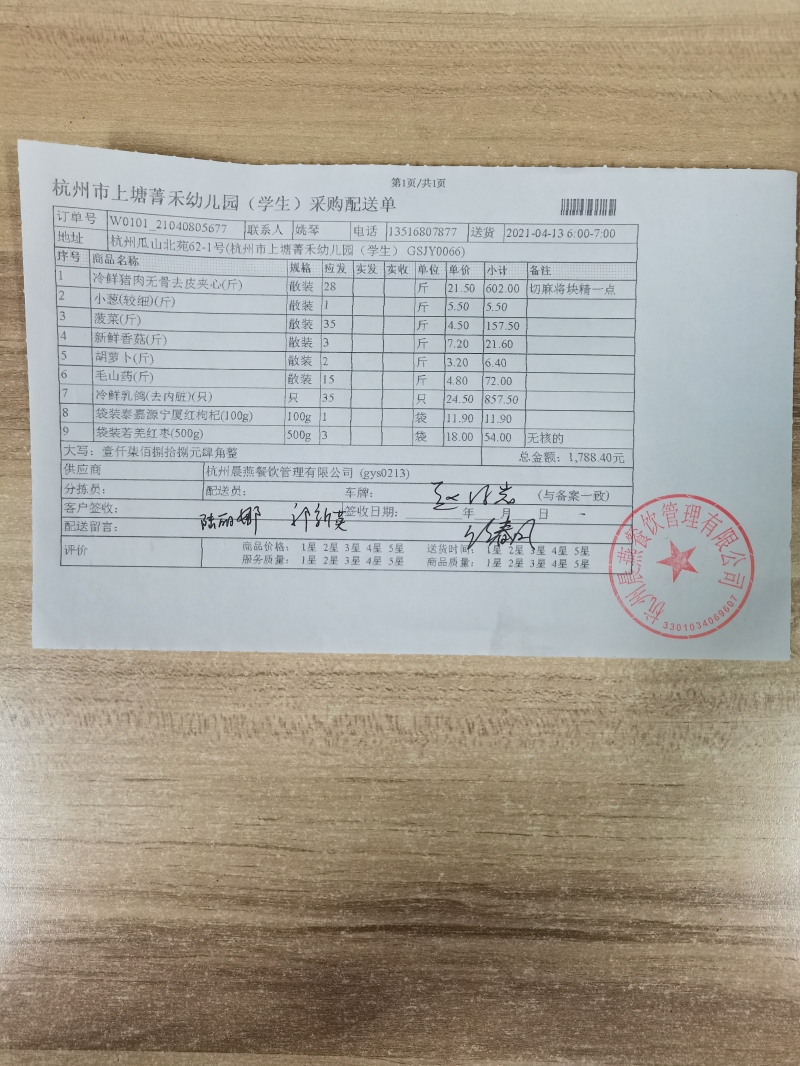 第1页/共1页
杭州市上塘菁禾幼儿园（学生）采购配送单
订单号 W0101_21040805677 联系人 姚琴 电话 13516807877 送货 2021-04-13 6:00-7:00
地址 杭州瓜山北苑62-1号(杭州市上塘菁禾幼儿园（学生）GSJY0066)
序号 商品名称 规格 应发 实发 实收 单位 单价 小计 备注
1 冷鲜猪肉无骨去皮夹心(斤) 散装 28 斤 21.50 602.00 切麻将块精一点
2 小葱(较细)(斤) 散装 1 斤 5.50 5.50
3 菠菜(斤) 散装 35 斤 4.50 157.50
4 新鲜香菇(斤) 散装 3 斤 7.20 21.60
5 胡萝卜(斤) 散装 2 斤 3.20 6.40
6 毛山药(斤) 散装 15 斤 4.80 72.00
7 冷鲜乳鸽(去内脏)(只) 只 35 只 24.50 857.50
8 袋装泰嘉源宁厦红枸杞(100g) 100g 1 袋 11.90 11.90
9 袋装若羌红枣(500g) 500g 3 袋 18.00 54.00 无核的
大写：壹仟柒佰捌拾捌元肆角整 总金额：1,788.40元
供应商 杭州晨燕餐饮管理有限公司 (gys0213)
分拣员： 配送员： 车牌： （与备案一致）
客户签收： 陆丽娜 祁新英 签收日期： 年 月 日
配送留言：
评价 商品价格： 1星 2星 3星 4星 5星 送货时间： 1星 2星 3星 4星 5星
服务质量： 1星 2星 3星 4星 5星 商品质量： 1星 2星 3星 4星 5星
杭州晨燕餐饮管理有限公司
3301034069607